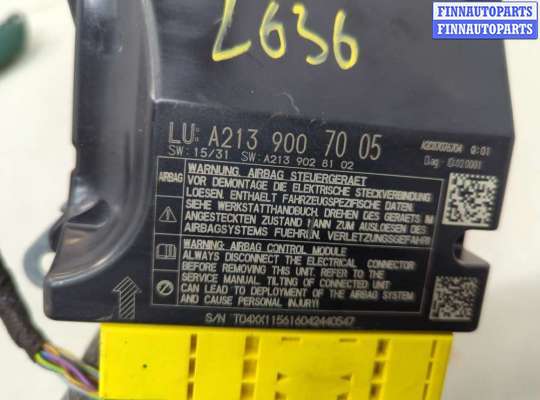 FINNAUTOPARTS
FINNAUTOPARTS
L636
LU: A213 900 70 05
SW: 15/31 SW: A213 902 81 02
Q:01
Diag:
AIRBAG
WARNUNG, AIRBAG STEUERGERAET
VOR DEMONTAGE DIE ELEKTRISCHE STECKVERBINDUNG
LOESEN. ENTHAELT FAHRZEUGSPEZIFISCHE DATEN.
SIEHE WERKSTATTHANDBUCH. DREHEN DES GERAETS IM
ANGESTECKTEN ZUSTAND KANN ZUM AUSLOESEN DES
AIRBAGSYSTEMS FUEHREN. VERLETZUNGSGEFAHR!
WARNING: AIRBAG CONTROL MODULE
ALWAYS DISCONNECT THE ELECTRICAL CONNECTOR
BEFORE REMOVING THIS UNIT. REFER TO THE
SERVICE MANUAL. TILTING OF CONNECTED UNIT
CAN LEAD TO DEPLOYMENT OF THE AIRBAG SYSTEM
AND CAUSE PERSONAL INJURY!
S/N T04XX115616042440547
FINNAUTOPARTS
FINNAUTOPARTS